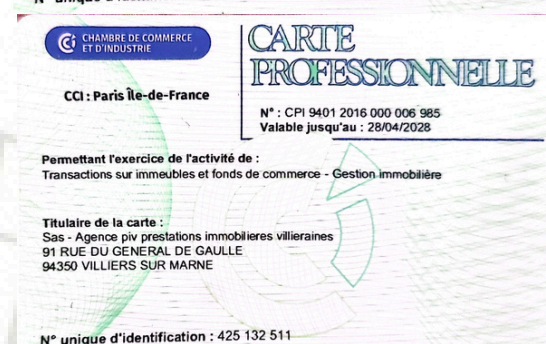 CHAMBRE DE COMMERCE
ET D'INDUSTRIE
CARTE
PROFESSIONNELLE
CCI : Paris Île-de-France
N° : CPI 9401 2016 000 006 985
Valable jusqu'au : 28/04/2028
Permettant l'exercice de l'activité de :
Transactions sur immeubles et fonds de commerce - Gestion immobilière
Titulaire de la carte :
Sas - Agence piv prestations immobilieres villieraines
91 RUE DU GENERAL DE GAULLE
94350 VILLIERS SUR MARNE
N° unique d'identification : 425 132 511